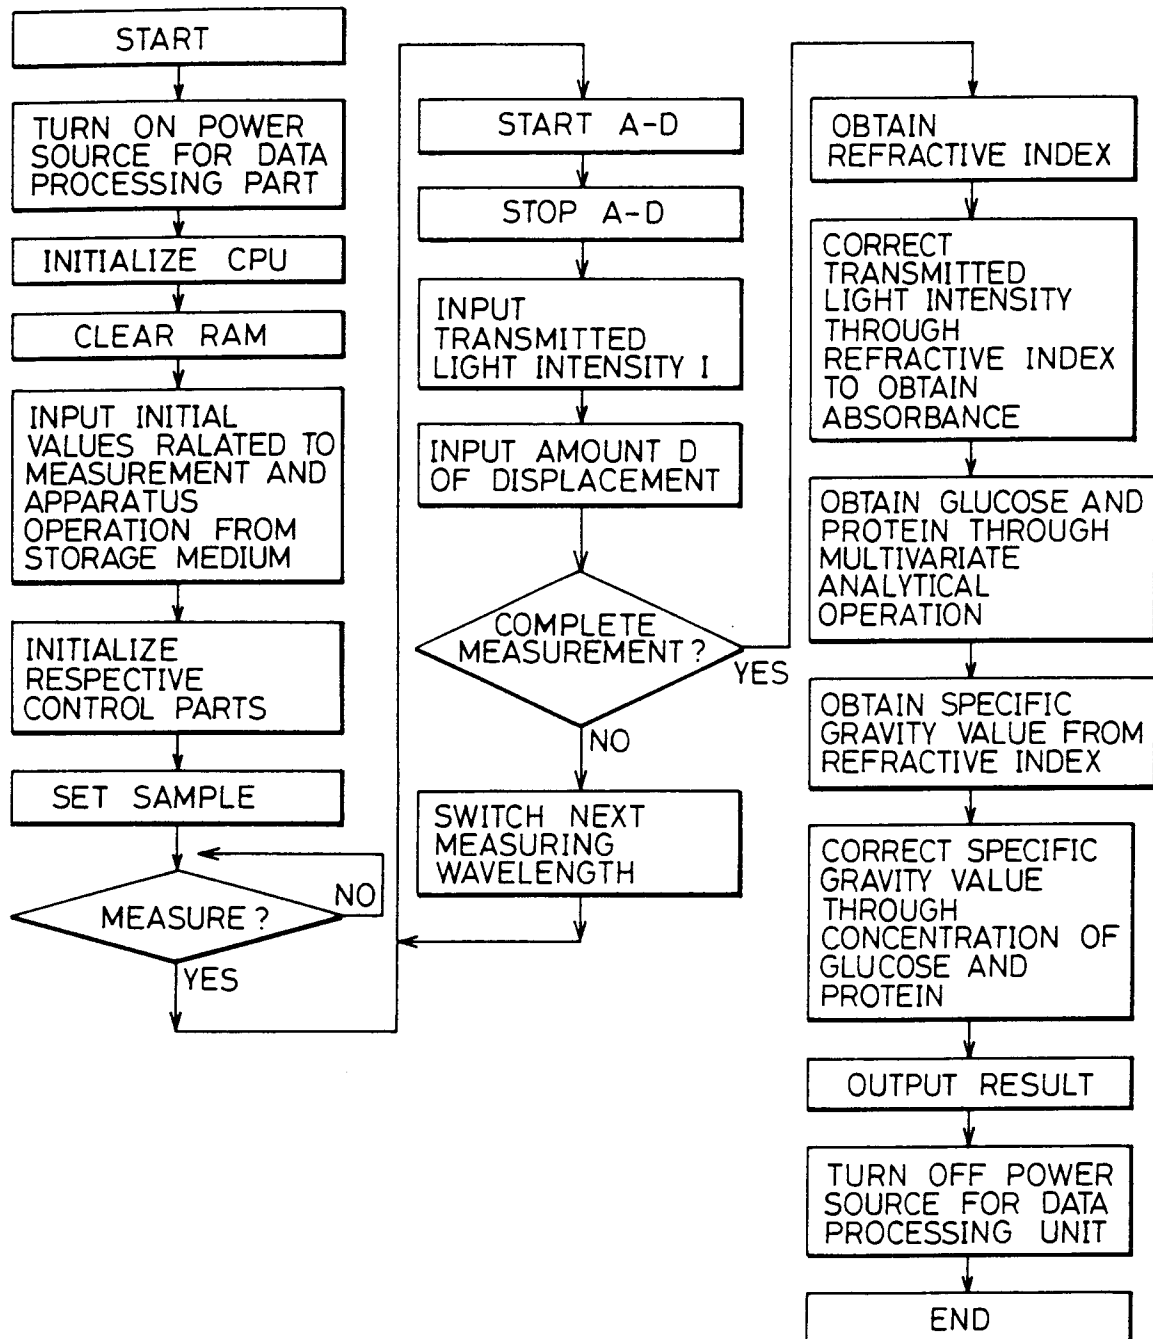 START
TURN ON POWER
SOURCE FOR DATA
PROCESSING PART
INITIALIZE CPU
CLEAR RAM
INPUT INITIAL
VALUES RALATED TO
MEASUREMENT AND
APPARATUS
OPERATION FROM
STORAGE MEDIUM
INITIALIZE
RESPECTIVE
CONTROL PARTS
SET SAMPLE
MEASURE?
NO
YES
START A-D
STOP A-D
INPUT
TRANSMITTED
LIGHT INTENSITY I
INPUT AMOUNT D
OF DISPLACEMENT
COMPLETE
MEASUREMENT?
YES
NO
SWITCH NEXT
MEASURING
WAVELENGTH
OBTAIN
REFRACTIVE INDEX
CORRECT
TRANSMITTED
LIGHT INTENSITY
THROUGH
REFRACTIVE INDEX
TO OBTAIN
ABSORBANCE
OBTAIN GLUCOSE AND
PROTEIN THROUGH
MULTIVARIATE
ANALYTICAL
OPERATION
OBTAIN SPECIFIC
GRAVITY VALUE FROM
REFRACTIVE INDEX
CORRECT SPECIFIC
GRAVITY VALUE
THROUGH
CONCENTRATION OF
GLUCOSE AND
PROTEIN
OUTPUT RESULT
TURN OFF POWER
SOURCE FOR DATA
PROCESSING UNIT
END